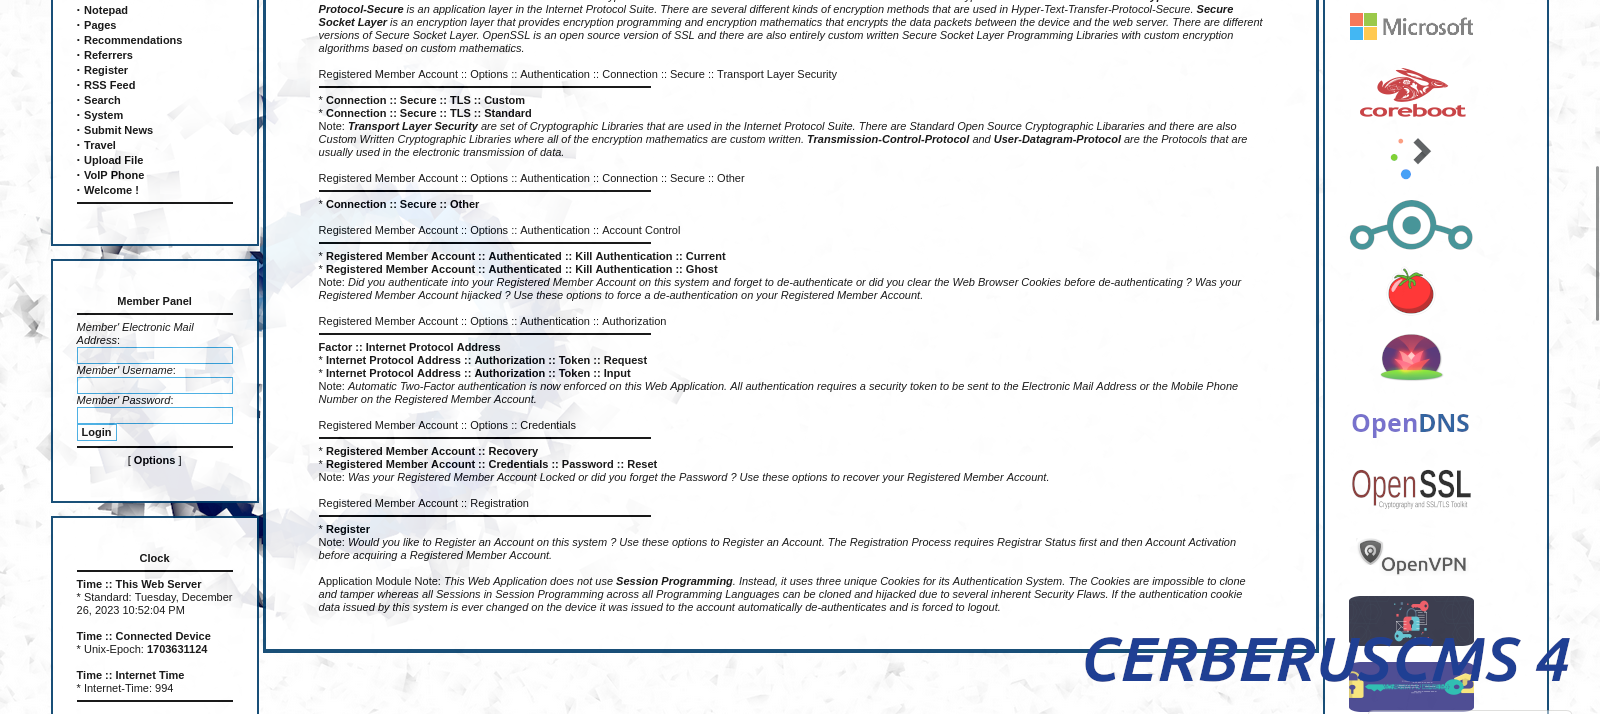 · Notepad
· Pages
· Recommendations
· Referrers
· Register
· RSS Feed
· Search
· System
· Submit News
· Travel
· Upload File
· VoIP Phone
· Welcome !
Member Panel
Member' Electronic Mail
Address:
Member' Username:
Member' Password:
Login
[ Options ]
Clock
Time :: This Web Server
* Standard: Tuesday, December
26, 2023 10:52:04 PM
Time :: Connected Device
* Unix-Epoch: 1703631124
Time :: Internet Time
* Internet-Time: 994
Protocol-Secure is an application layer in the Internet Protocol Suite. There are several different kinds of encryption methods that are used in Hyper-Text-Transfer-Protocol-Secure. Secure
Socket Layer is an encryption layer that provides encryption programming and encryption mathematics that encrypts the data packets between the device and the web server. There are different
versions of Secure Socket Layer. OpenSSL is an open source version of SSL and there are also entirely custom written Secure Socket Layer Programming Libraries with custom encryption
algorithms based on custom mathematics.
Registered Member Account :: Options :: Authentication :: Connection :: Secure :: Transport Layer Security
* Connection :: Secure :: TLS :: Custom
* Connection :: Secure :: TLS :: Standard
Note: Transport Layer Security are set of Cryptographic Libraries that are used in the Internet Protocol Suite. There are Standard Open Source Cryptographic Libararies and there are also
Custom Written Cryptographic Libraries where all of the encryption mathematics are custom written. Transmission-Control-Protocol and User-Datagram-Protocol are the Protocols that are
usually used in the electronic transmission of data.
Registered Member Account :: Options :: Authentication :: Connection :: Secure :: Other
* Connection :: Secure :: Other
Registered Member Account :: Options :: Authentication :: Account Control
* Registered Member Account :: Authenticated :: Kill Authentication :: Current
* Registered Member Account :: Authenticated :: Kill Authentication :: Ghost
Note: Did you authenticate into your Registered Member Account on this system and forget to de-authenticate or did you clear the Web Browser Cookies before de-authenticating ? Was your
Registered Member Account hijacked ? Use these options to force a de-authentication on your Registered Member Account.
Registered Member Account :: Options :: Authentication :: Authorization
Factor :: Internet Protocol Address
* Internet Protocol Address :: Authorization :: Token :: Request
* Internet Protocol Address :: Authorization :: Token :: Input
Note: Automatic Two-Factor authentication is now enforced on this Web Application. All authentication requires a security token to be sent to the Electronic Mail Address or the Mobile Phone
Number on the Registered Member Account.
Registered Member Account :: Options :: Credentials
* Registered Member Account :: Recovery
* Registered Member Account :: Credentials :: Password :: Reset
Note: Was your Registered Member Account Locked or did you forget the Password ? Use these options to recover your Registered Member Account.
Registered Member Account :: Registration
* Register
Note: Would you like to Register an Account on this system ? Use these options to Register an Account. The Registration Process requires Registrar Status first and then Account Activation
before acquiring a Registered Member Account.
Application Module Note: This Web Application does not use Session Programming. Instead, it uses three unique Cookies for its Authentication System. The Cookies are impossible to clone
and tamper whereas all Sessions in Session Programming across all Programming Languages can be cloned and hijacked due to several inherent Security Flaws. If the authentication cookie
data issued by this system is ever changed on the device it was issued to the account automatically de-authenticates and is forced to logout.
Microsoft
coreboot
OpenDNS
OpenSSL
Cryptography and SSL/TLS Toolkit
OpenVPN
CERBERUSCMS 4